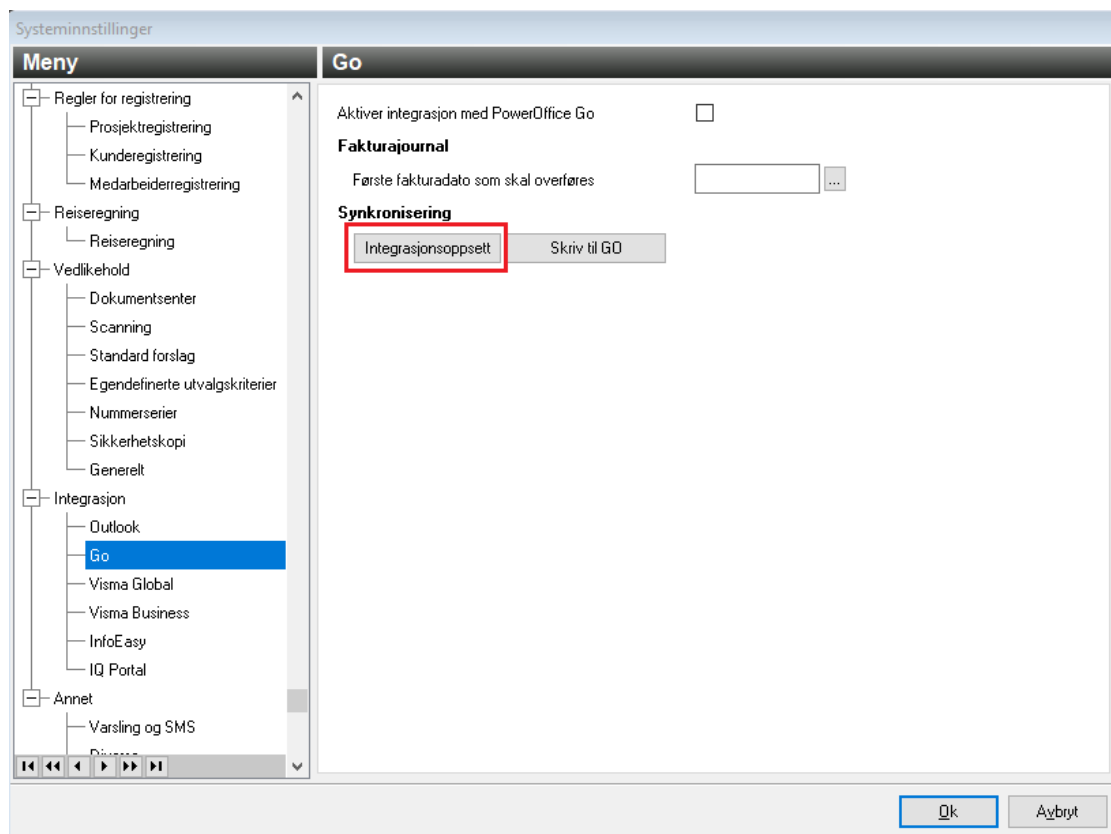 Systeminnstillinger
Meny
Regler for registrering
Prosjektregistrering
Kunderegistrering
Medarbeiderregistrering
Reiseregning
Reiseregning
Vedlikehold
Dokumentsenter
Scanning
Standard forslag
Egendefinerte utvalgskriterier
Nummerserier
Sikkerhetskopi
Generelt
Integrasjon
Outlook
Go
Visma Global
Visma Business
InfoEasy
IQ Portal
Annet
Varsling og SMS
Go
Aktiver integrasjon med PowerOffice Go
Fakturajournal
Første fakturadato som skal overføres
...
Synkronisering
Integrasjonsoppsett
Skriv til GO
Ok
Avbryt